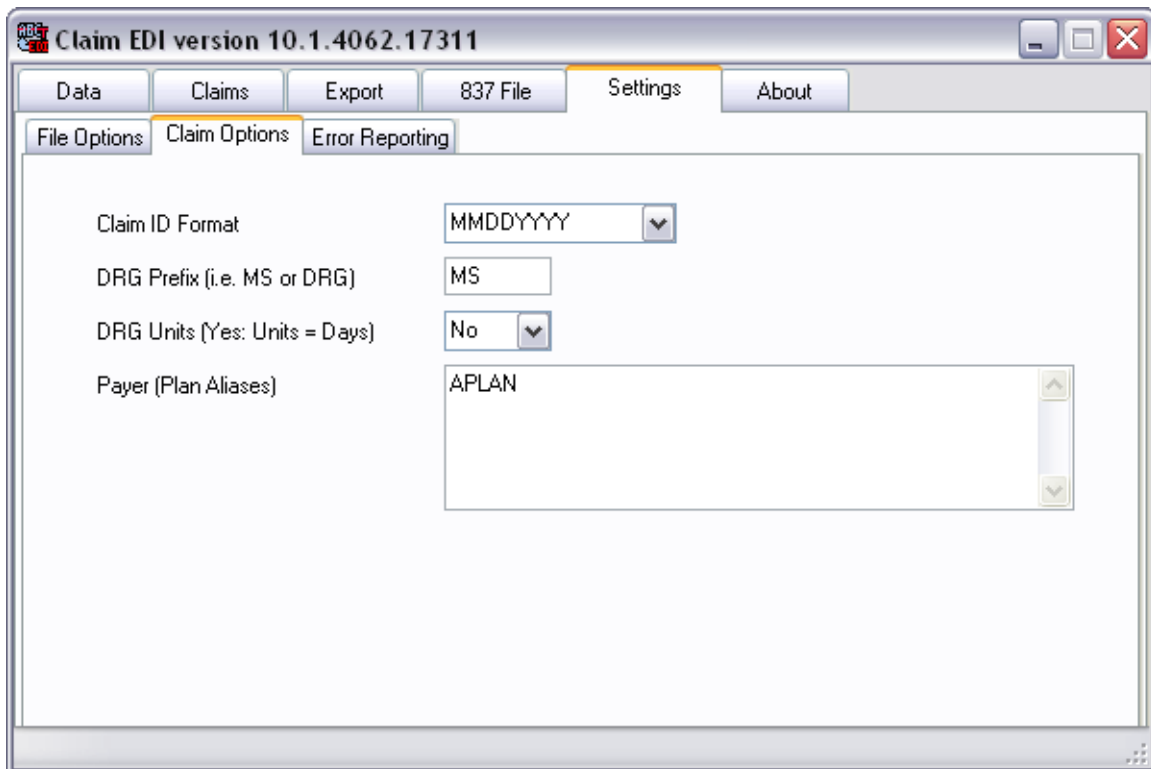 Claim EDI version 10.1.4062.17311
Data Claims Export 837 File Settings About
File Options Claim Options Error Reporting
Claim ID Format MMDDYYYY
DRG Prefix (i.e. MS or DRG) MS
DRG Units (Yes: Units = Days) No
Payer (Plan Aliases) APLAN